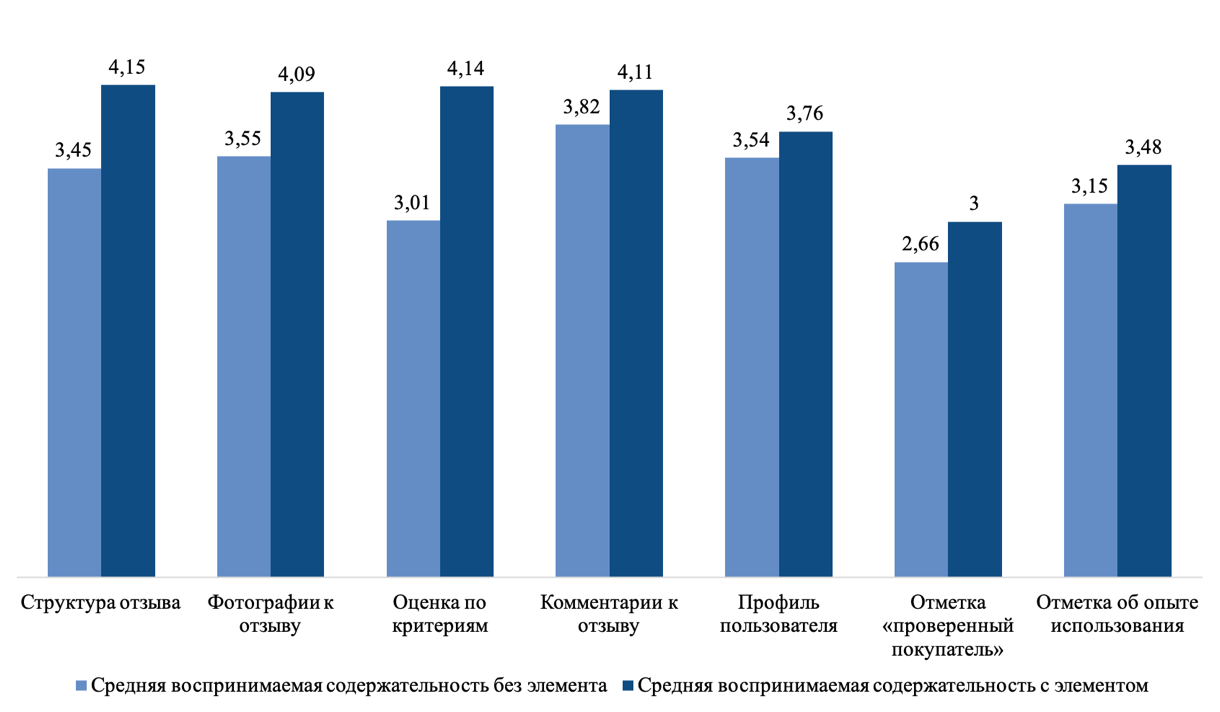 4,15
4,09
4,14
4,11
3,82
3,76
3,45
3,55
3,54
3,48
3,01
3,15
2,66
3
Структура отзыва
Фотографии к отзыву
Оценка по критериям
Комментарии к отзыву
Профиль пользователя
Отметка «проверенный покупатель»
Отметка об опыте использования
Средняя воспринимаемая содержательность без элемента
Средняя воспринимаемая содержательность с элементом